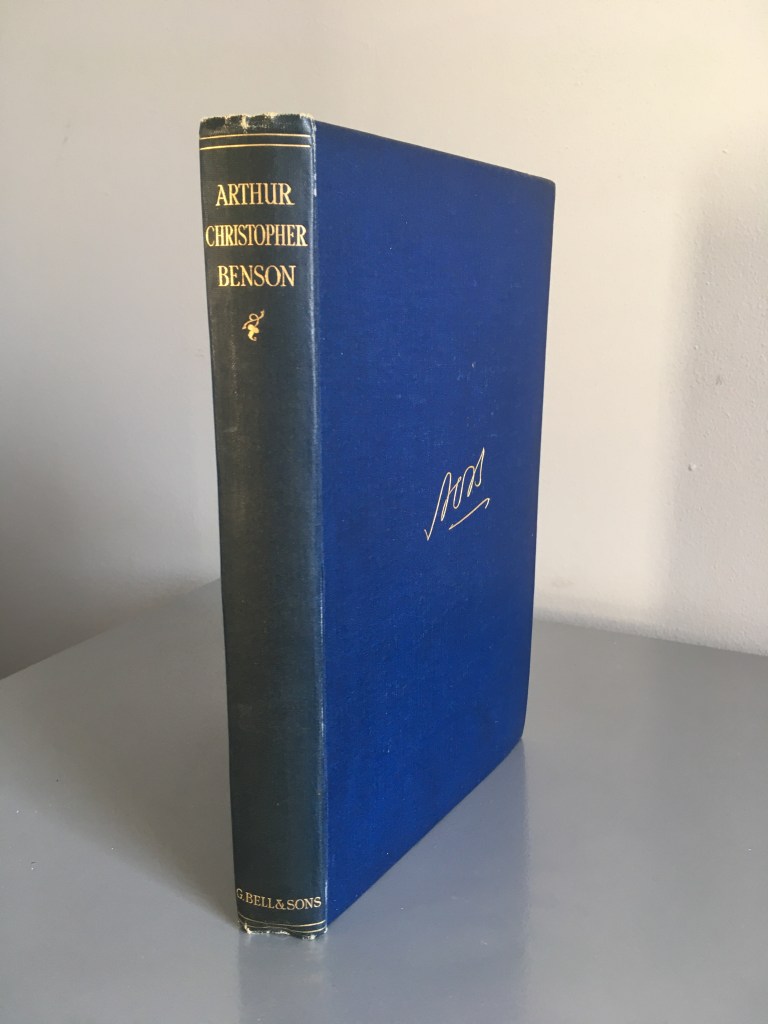 ARTHUR
CHRISTOPHER
BENSON
G. BELL & SONS